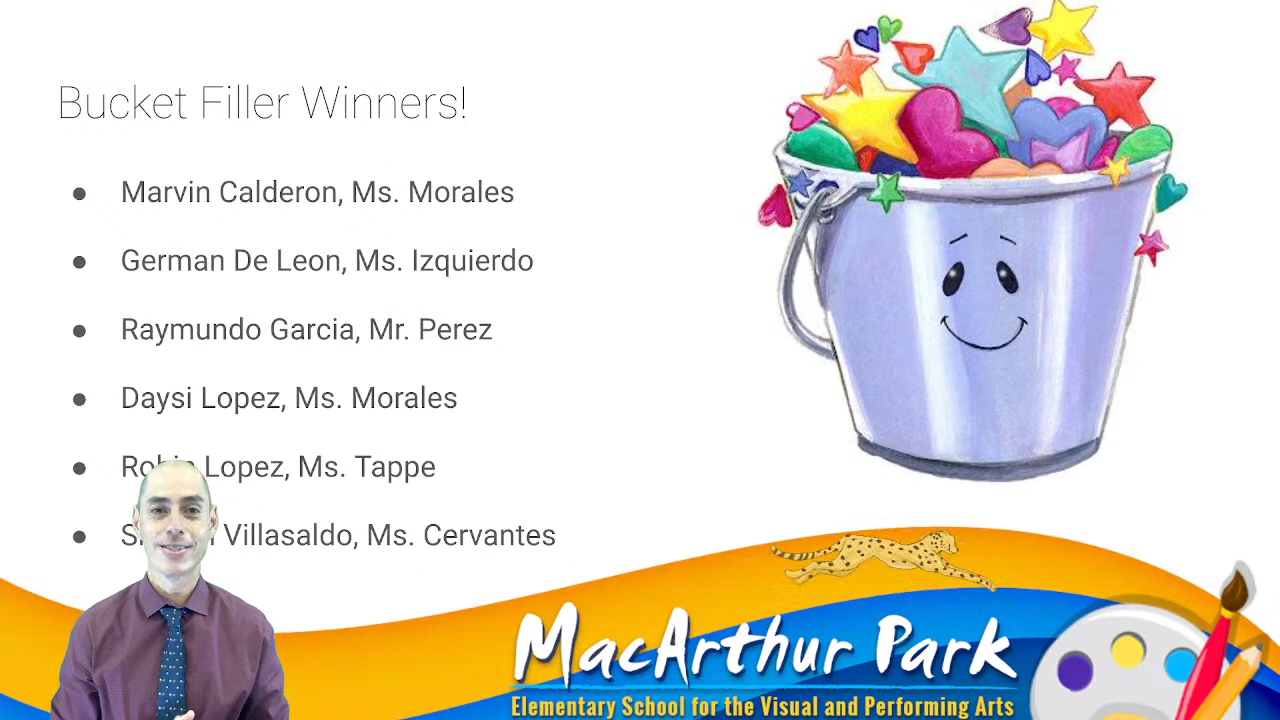 Bucket Filler Winners!
● Marvin Calderon, Ms. Morales
● German De Leon, Ms. Izquierdo
● Raymundo Garcia, Mr. Perez
● Daysi Lopez, Ms. Morales
● Lopez, Ms. Tappe
● Villasaldo, Ms. Cervantes
MacArthur Park
Elementary School for the Visual and Performing Arts